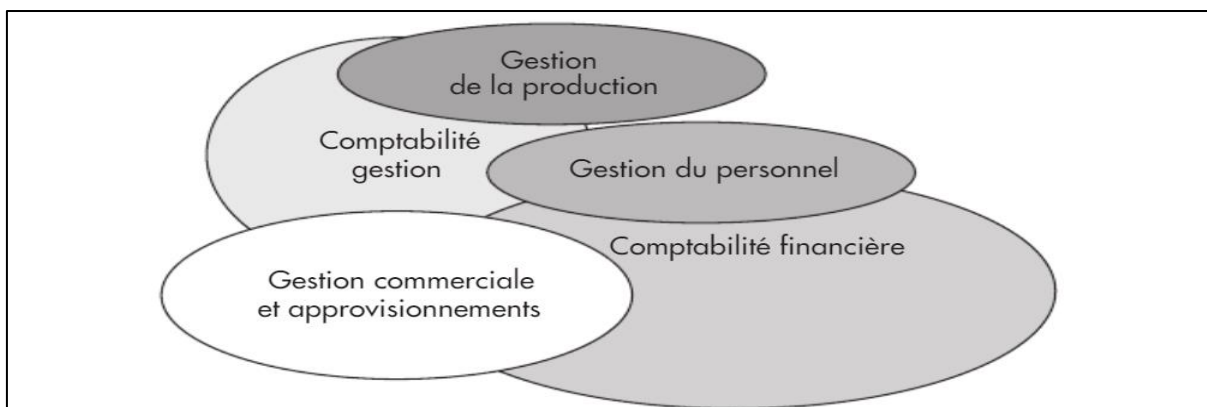 Gestion
de la production
Comptabilité
gestion
Gestion du personnel
Comptabilité financière
Gestion commerciale
et approvisionnements